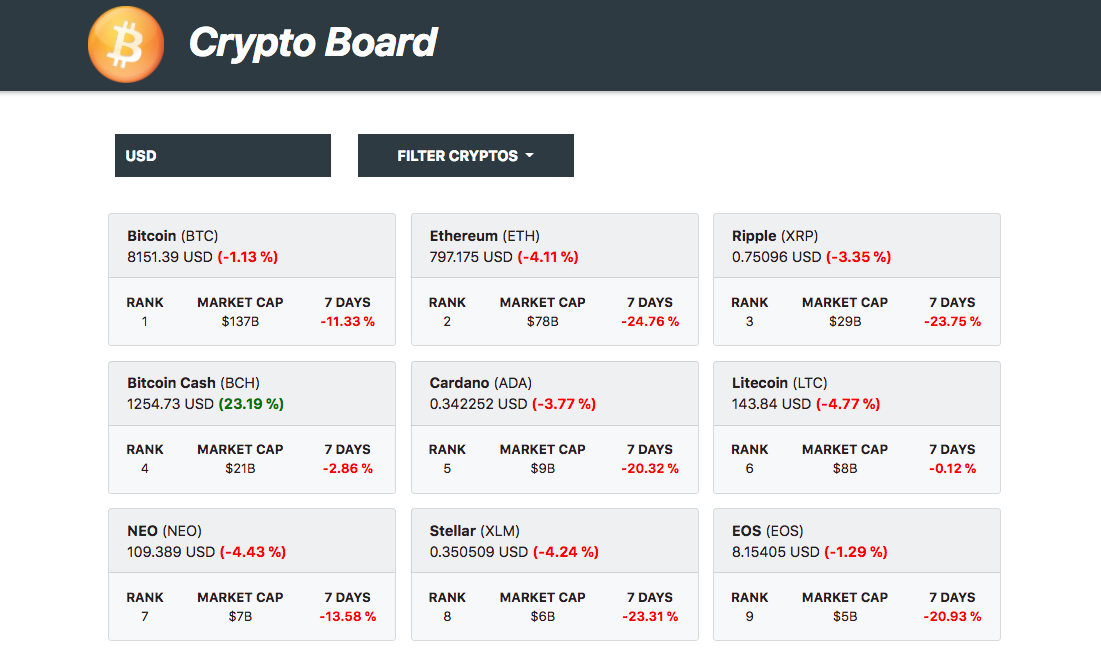 Crypto Board
USD
FILTER CRYPTOS
Bitcoin (BTC)
8151.39 USD (-1.13 %)
RANK MARKET CAP 7 DAYS
1 $137B -11.33 %
Ethereum (ETH)
797.175 USD (-4.11 %)
RANK MARKET CAP 7 DAYS
2 $78B -24.76 %
Ripple (XRP)
0.75096 USD (-3.35 %)
RANK MARKET CAP 7 DAYS
3 $29B -23.75 %
Bitcoin Cash (BCH)
1254.73 USD (23.19 %)
RANK MARKET CAP 7 DAYS
4 $21B -2.86 %
Cardano (ADA)
0.342252 USD (-3.77 %)
RANK MARKET CAP 7 DAYS
5 $9B -20.32 %
Litecoin (LTC)
143.84 USD (-4.77 %)
RANK MARKET CAP 7 DAYS
6 $8B -0.12 %
NEO (NEO)
109.389 USD (-4.43 %)
RANK MARKET CAP 7 DAYS
7 $7B -13.58 %
Stellar (XLM)
0.350509 USD (-4.24 %)
RANK MARKET CAP 7 DAYS
8 $6B -23.31 %
EOS (EOS)
8.15405 USD (-1.29 %)
RANK MARKET CAP 7 DAYS
9 $5B -20.93 %